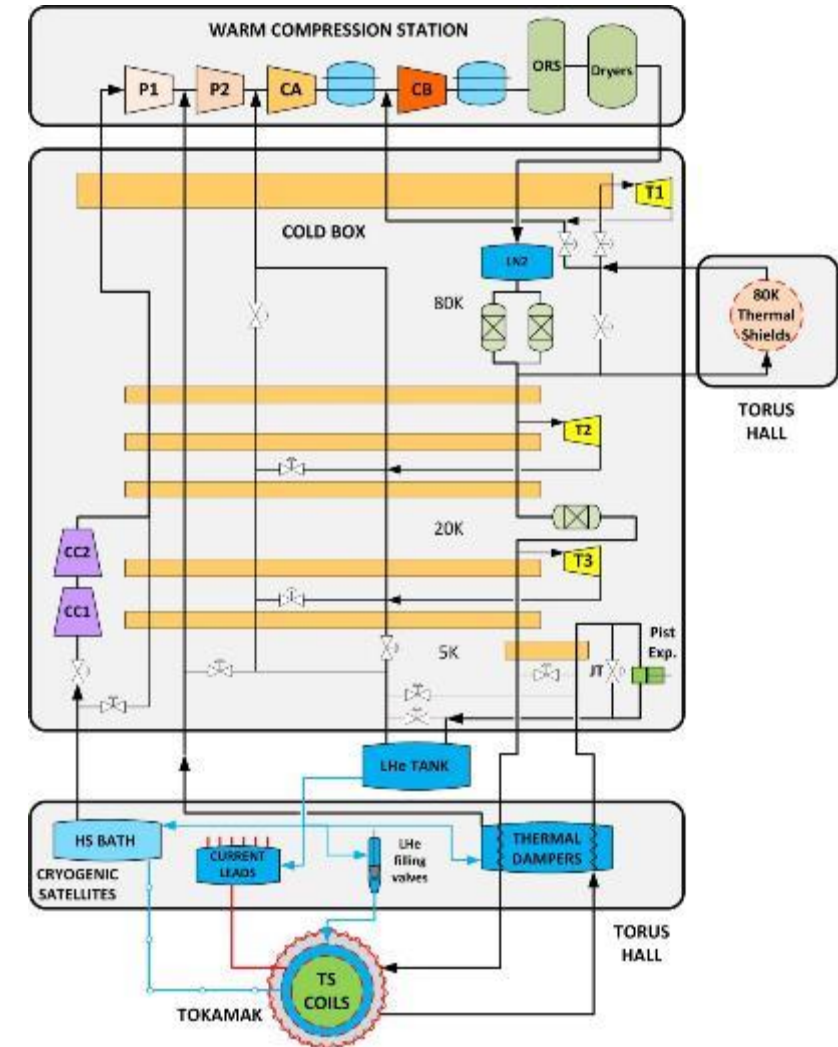 WARM COMPRESSION STATION
P1
P2
CA
CB
ORS
Dryers
T1
COLD BOX
LN2
80K
80K
Thermal
Shields
TORUS
HALL
T2
20K
CC2
T3
CC1
5K
JT
Pist
Exp.
LHe TANK
HS BATH
CURRENT
LEADS
LHe
filling
valves
THERMAL
DAMPERS
CRYOGENIC
SATELLITES
TORUS
HALL
TS
COILS
TOKAMAK